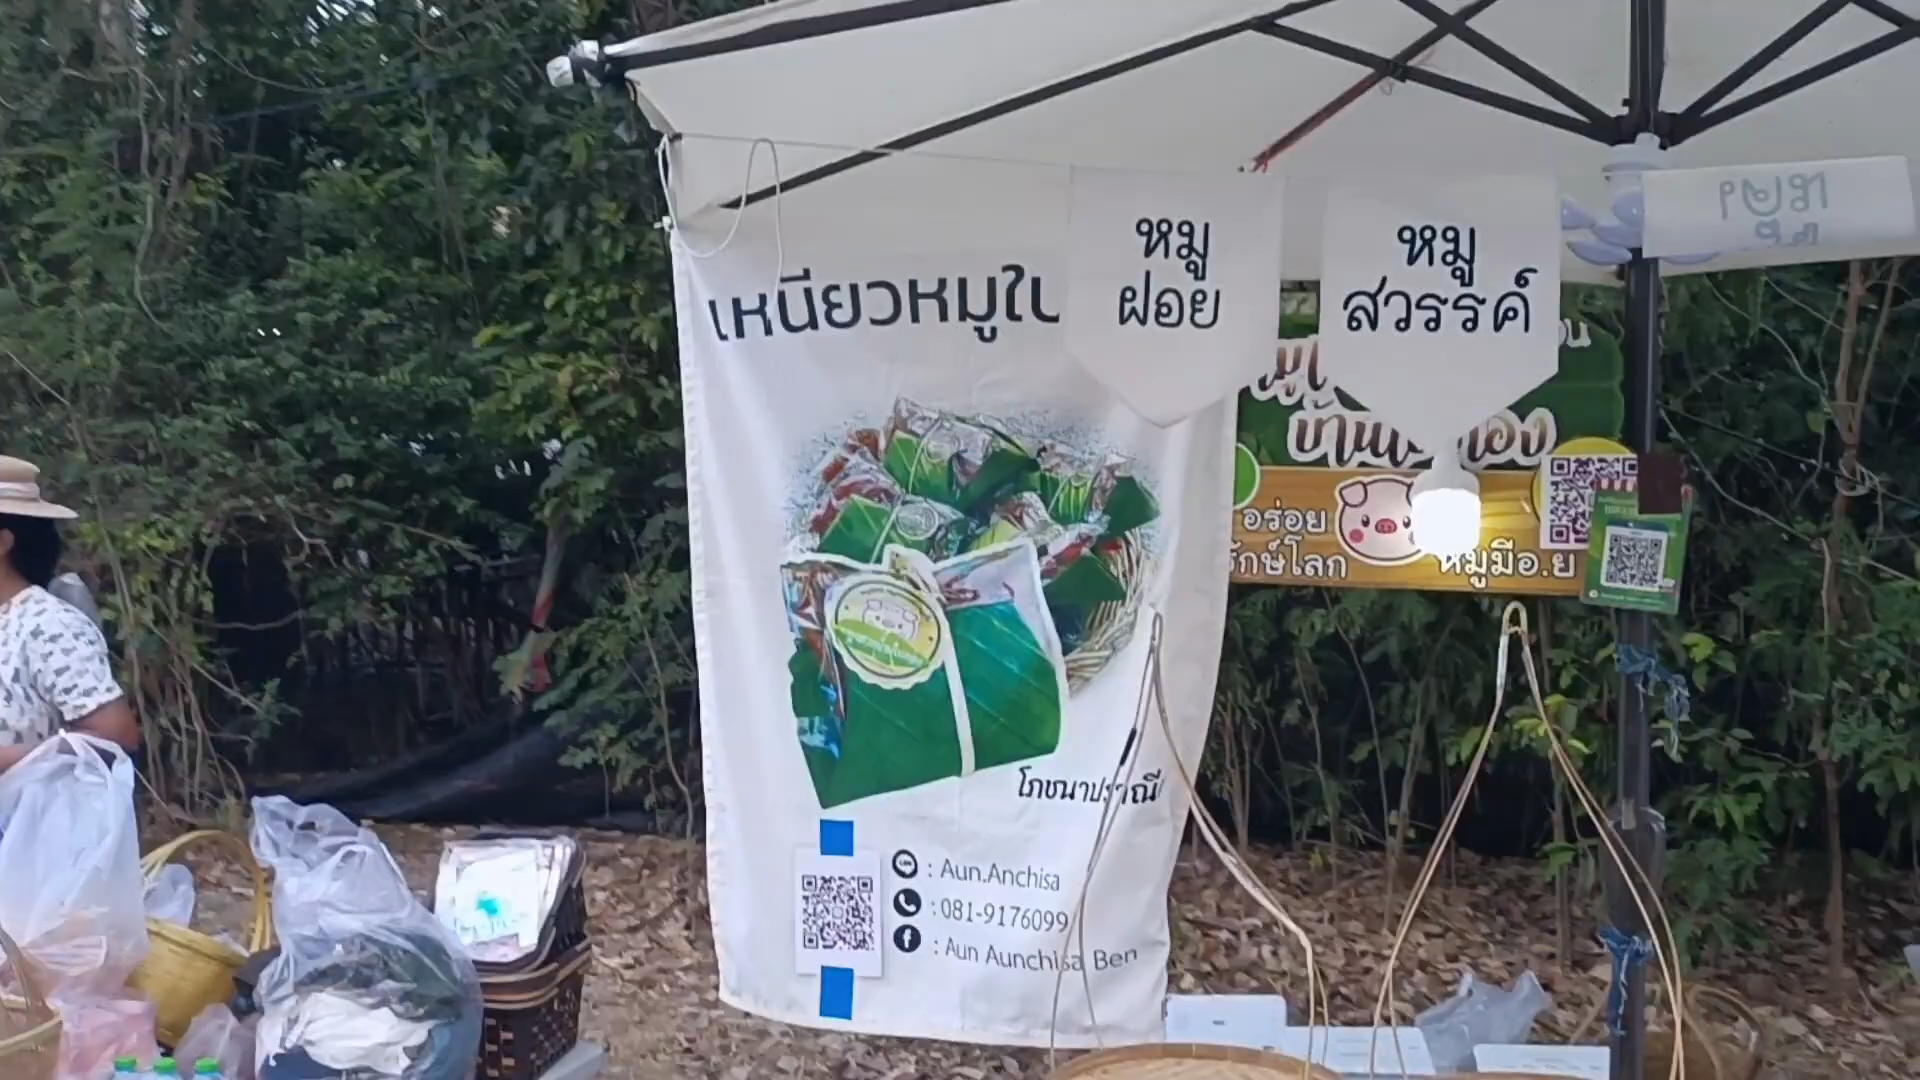 เหนียวหมูใบ
หมู
ฝอย
หมู
สวรรค์
อร่อย
รักษ์โลก
หมูมีอ.ย
โภชนาปราณี
: Aun.Anchisa
: 081-9176099
: Aun Aunchisa Ben